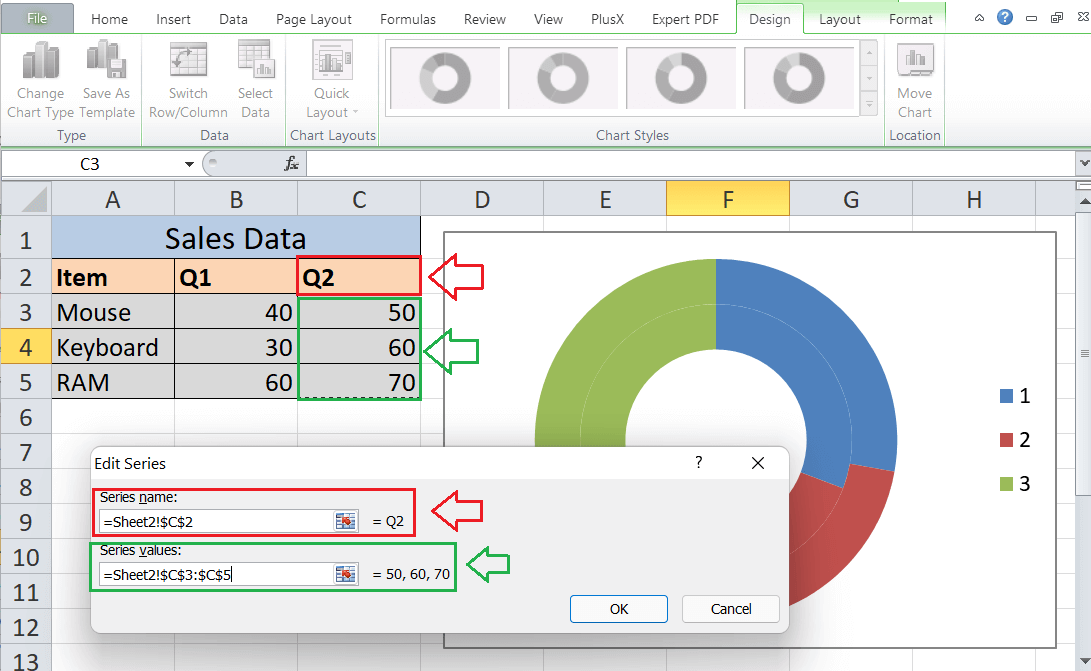 File Home Insert Data Page Layout Formulas Review View PlusX Expert PDF Design Layout Format ?
Change Save As Switch Select Quick Move
Chart Type Template Row/Column Data Layout Chart
Type Data Chart Layouts Chart Styles Location
C3 fx
A B C D E F G H
1 Sales Data
2 Item Q1 Q2
3 Mouse 40 50
4 Keyboard 30 60
5 RAM 60 70
6
7
8
9
10
11
12
13
1
2
3
Edit Series ?
Series name:
=Sheet2!$C$2 = Q2
Series values:
=Sheet2!$C$3:$C$5 = 50, 60, 70
OK Cancel